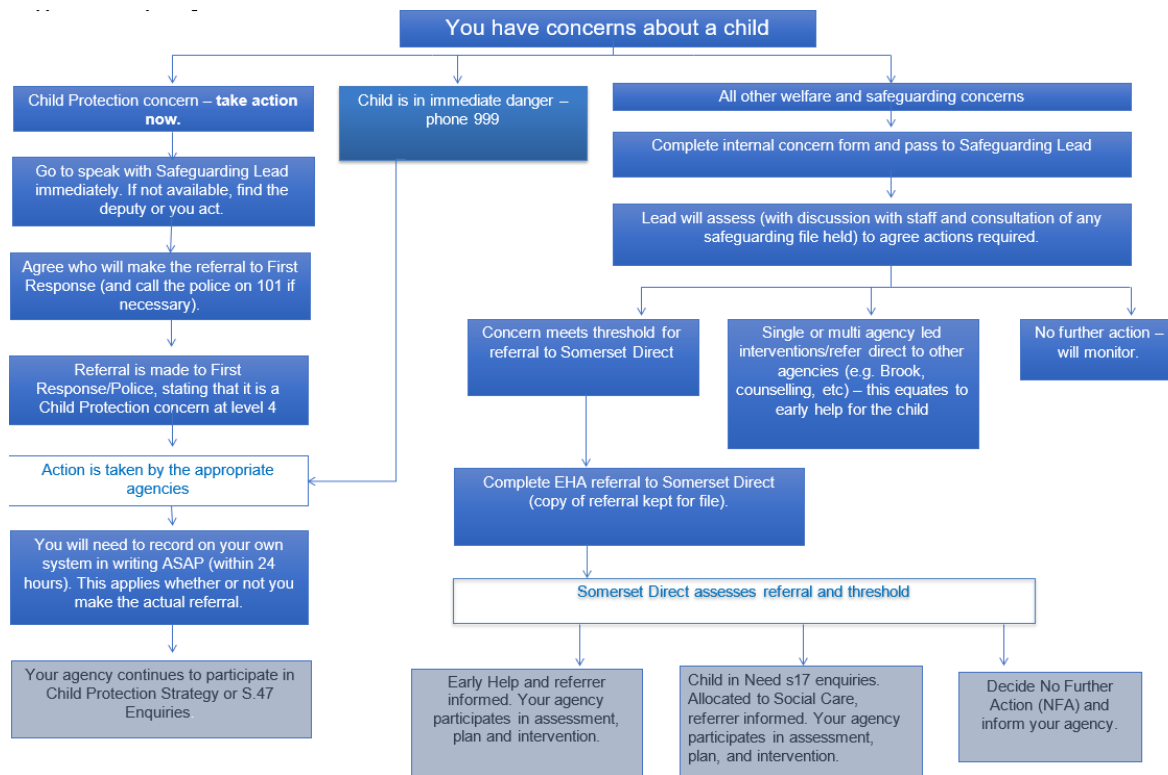 You have concerns about a child
Child Protection concern – take action
now.
Child is in immediate danger –
phone 999
All other welfare and safeguarding concerns
Go to speak with Safeguarding Lead
immediately. If not available, find the
deputy or you act.
Complete internal concern form and pass to Safeguarding Lead
Agree who will make the referral to First
Response (and call the police on 101 if
necessary).
Lead will assess (with discussion with staff and consultation of any
safeguarding file held) to agree actions required.
Referral is made to First
Response/Police, stating that it is a
Child Protection concern at level 4
Concern meets threshold for
referral to Somerset Direct
Single or multi agency led
interventions/refer direct to other
agencies (e.g. Brook,
counselling, etc) – this equates to
early help for the child
No further action –
will monitor.
Action is taken by the appropriate
agencies
Complete EHA referral to Somerset Direct
(copy of referral kept for file).
You will need to record on your own
system in writing ASAP (within 24
hours). This applies whether or not you
make the actual referral.
Somerset Direct assesses referral and threshold
Your agency continues to participate in
Child Protection Strategy or S.47
Enquiries.
Early Help and referrer
informed. Your agency
participates in assessment,
plan and intervention.
Child in Need s17 enquiries.
Allocated to Social Care,
referrer informed. Your agency
participates in assessment,
plan, and intervention.
Decide No Further
Action (NFA) and
inform your agency.